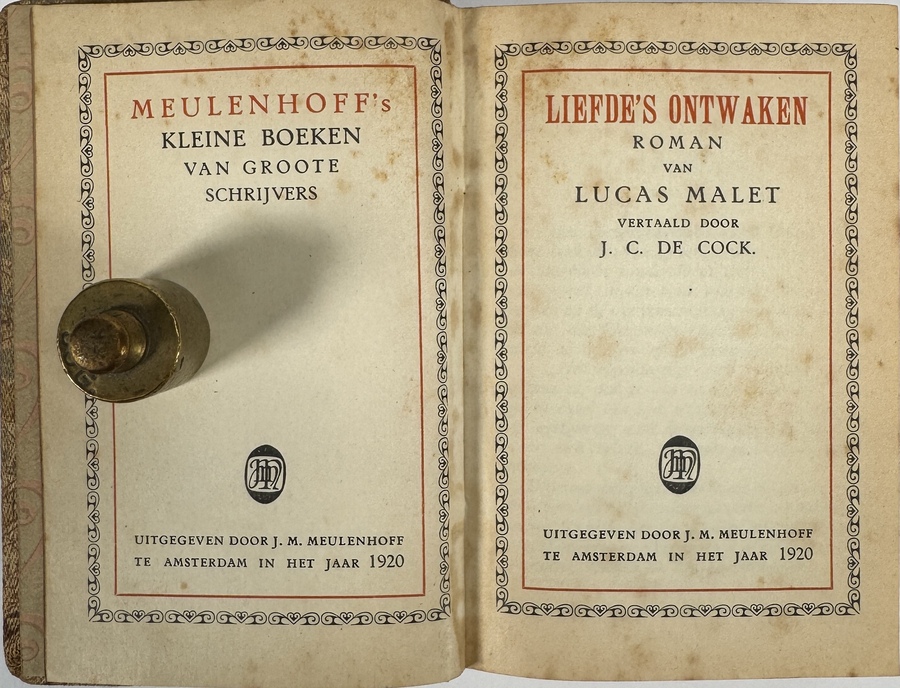 MEULENHOFF's
KLEINE BOEKEN
VAN GROOTE
SCHRIJVERS
UITGEGEVEN DOOR J. M. MEULENHOFF
TE AMSTERDAM IN HET JAAR 1920
LIEFDE'S ONTWAKEN
ROMAN
VAN
LUCAS MALET
VERTAALD DOOR
J. C. DE COCK.
UITGEGEVEN DOOR J. M. MEULENHOFF
TE AMSTERDAM IN HET JAAR 1920